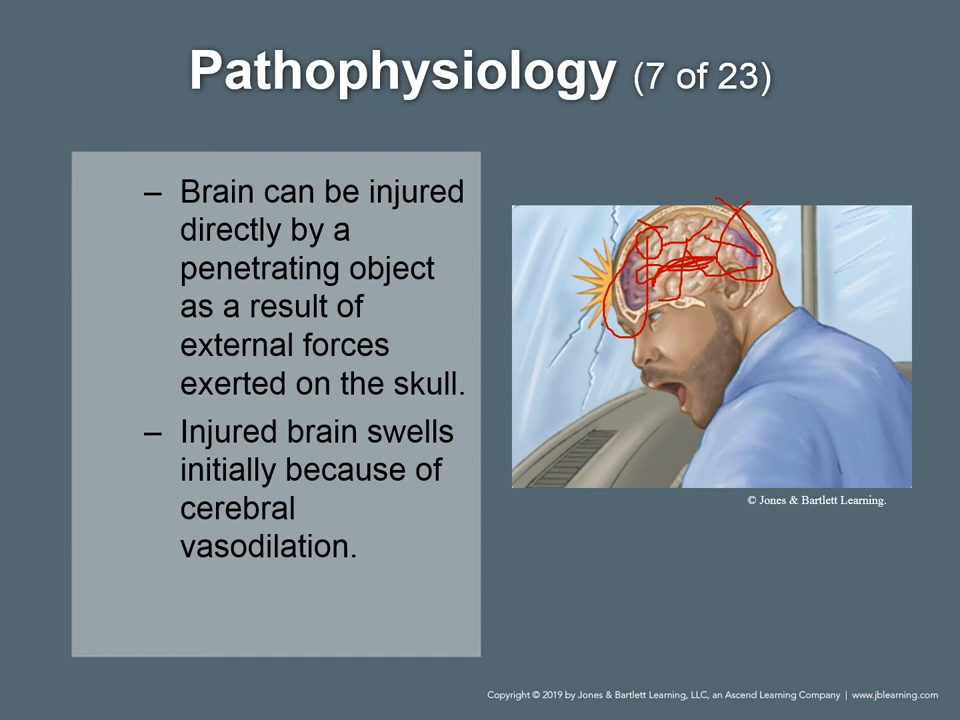 Pathophysiology (7 of 23)
– Brain can be injured
directly by a
penetrating object
as a result of
external forces
exerted on the skull.
– Injured brain swells
initially because of
cerebral
vasodilation.
© Jones & Bartlett Learning.
Copyright © 2019 by Jones & Bartlett Learning, LLC, an Ascend Learning Company | www.jblearning.com